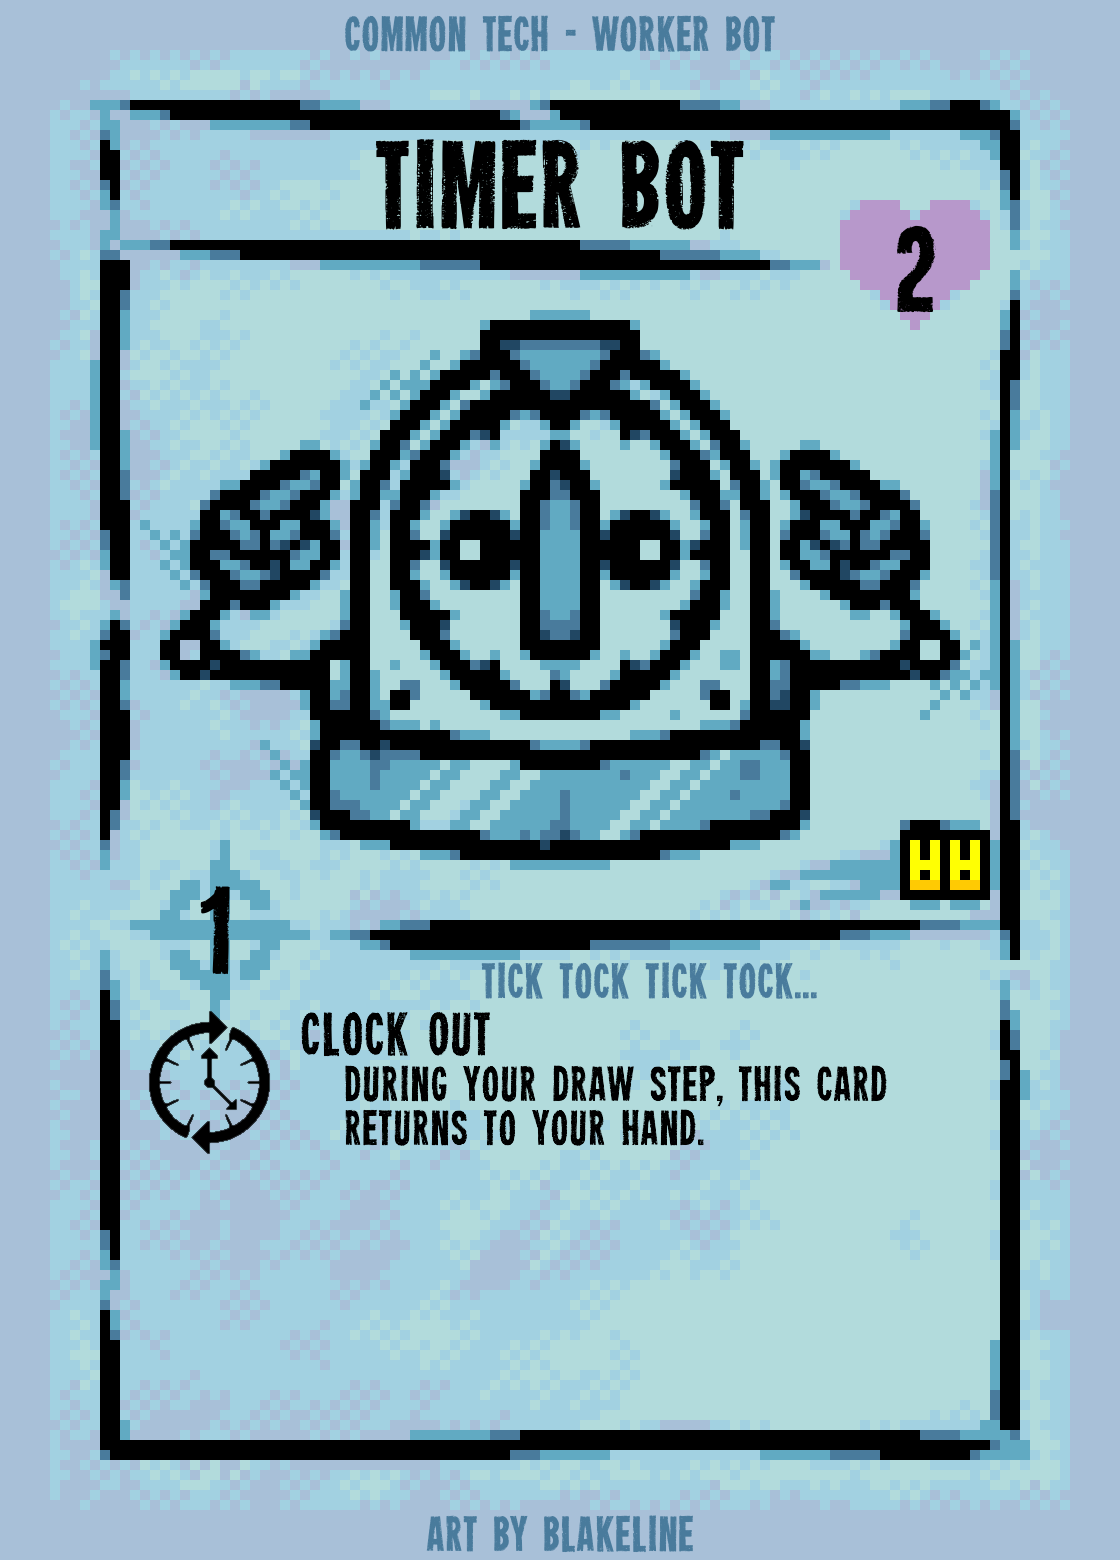 COMMON TECH - WORKER BOT
TIMER BOT
2
1
TICK TOCK TICK TOCK...
CLOCK OUT
DURING YOUR DRAW STEP, THIS CARD
RETURNS TO YOUR HAND.
ART BY BLAKELINE